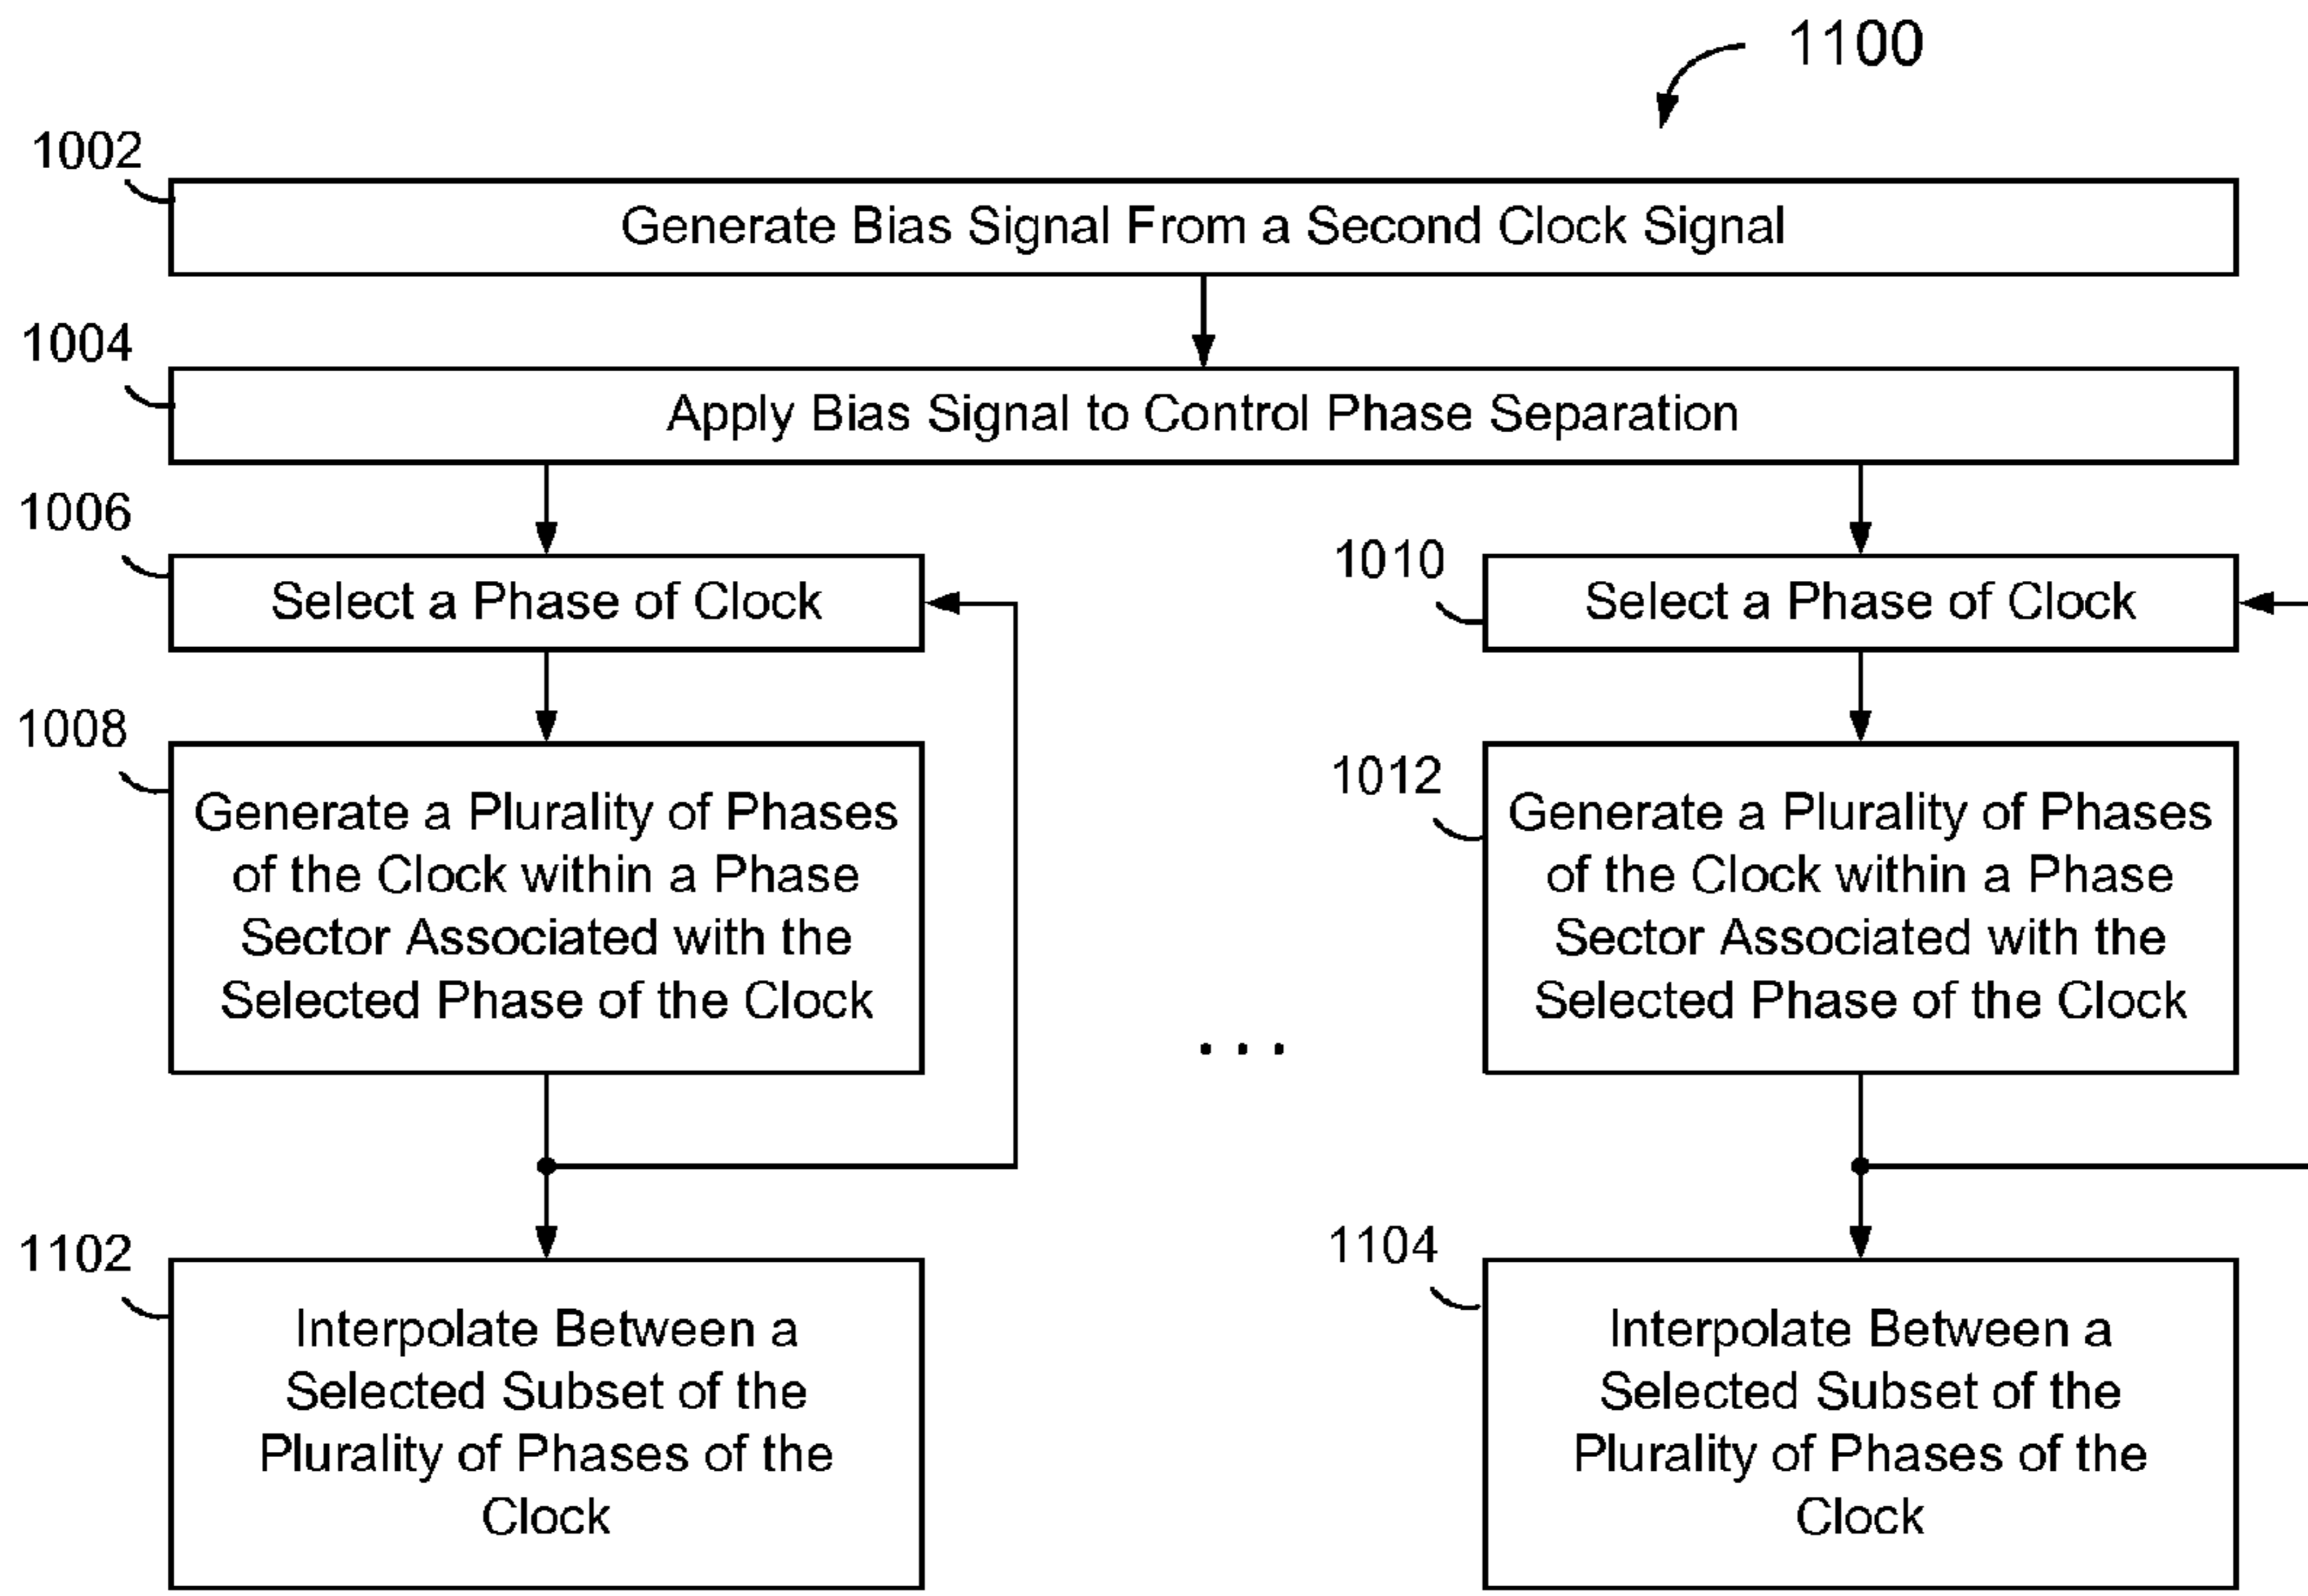 1100
1002
Generate Bias Signal From a Second Clock Signal
1004
Apply Bias Signal to Control Phase Separation
1006
Select a Phase of Clock
1010
Select a Phase of Clock
1008
Generate a Plurality of Phases
of the Clock within a Phase
Sector Associated with the
Selected Phase of the Clock
1012
Generate a Plurality of Phases
of the Clock within a Phase
Sector Associated with the
Selected Phase of the Clock
...
1102
Interpolate Between a
Selected Subset of the
Plurality of Phases of the
Clock
1104
Interpolate Between a
Selected Subset of the
Plurality of Phases of the
Clock